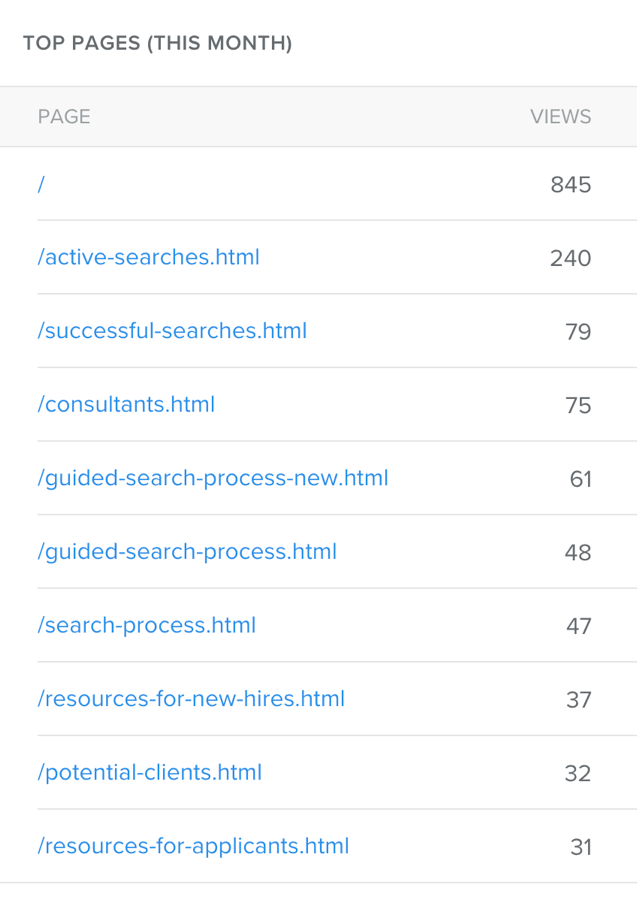 TOP PAGES (THIS MONTH)
PAGE VIEWS
/ 845
/active-searches.html 240
/successful-searches.html 79
/consultants.html 75
/guided-search-process-new.html 61
/guided-search-process.html 48
/search-process.html 47
/resources-for-new-hires.html 37
/potential-clients.html 32
/resources-for-applicants.html 31